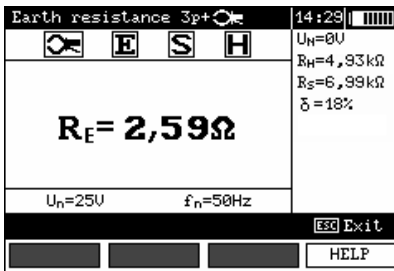 Earth resistance 3p+
14:29
E S H
U_N=0V
R_H=4,93kΩ
R_S=6,99kΩ
δ=18%
R_E= 2,59Ω
U_n=25V f_n=50Hz
ESC Exit
HELP